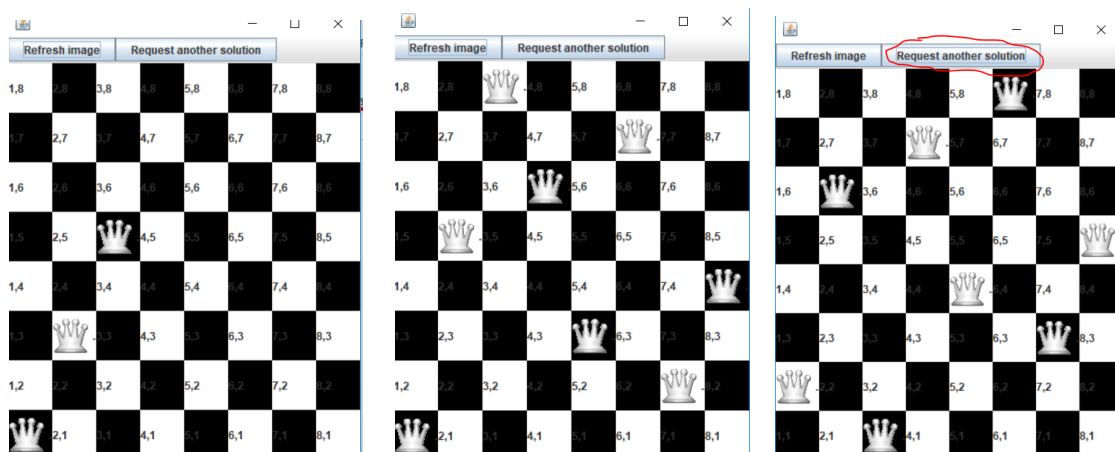 Refresh image Request another solution
1,8 2,8 3,8 4,8 5,8 6,8 7,8 8,8
1,7 2,7 3,7 4,7 5,7 6,7 7,7 8,7
1,6 2,6 3,6 4,6 5,6 6,6 7,6 8,6
1,5 2,5 4,5 5,5 6,5 7,5 8,5
1,4 2,4 3,4 4,4 5,4 6,4 7,4 8,4
1,3 3,3 4,3 5,3 6,3 7,3 8,3
1,2 2,2 3,2 4,2 5,2 6,2 7,2 8,2
2,1 3,1 4,1 5,1 6,1 7,1 8,1
Refresh image Request another solution
1,8 2,8 4,8 5,8 6,8 7,8 8,8
1,7 2,7 3,7 4,7 5,7 7,7 8,7
1,6 2,6 3,6 5,6 6,6 7,6 8,6
1,5 3,5 4,5 5,5 6,5 7,5 8,5
1,4 2,4 3,4 4,4 5,4 6,4 7,4
1,3 2,3 3,3 4,3 6,3 7,3 8,3
1,2 2,2 3,2 4,2 5,2 6,2 8,2
2,1 3,1 4,1 5,1 6,1 7,1 8,1
Refresh image Request another solution
1,8 2,8 3,8 4,8 5,8 7,8 8,8
1,7 2,7 3,7 5,7 6,7 7,7 8,7
1,6 3,6 4,6 5,6 6,6 7,6 8,6
1,5 2,5 3,5 4,5 5,5 6,5 7,5
1,4 2,4 3,4 4,4 6,4 7,4 8,4
1,3 2,3 3,3 4,3 5,3 6,3 8,3
2,2 3,2 4,2 5,2 6,2 7,2 8,2
1,1 2,1 4,1 5,1 6,1 7,1 8,1